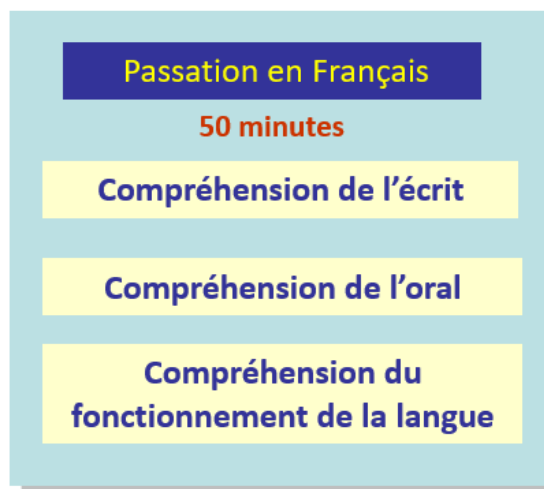 Passation en Français
50 minutes
Compréhension de l’écrit
Compréhension de l’oral
Compréhension du
fonctionnement de la langue